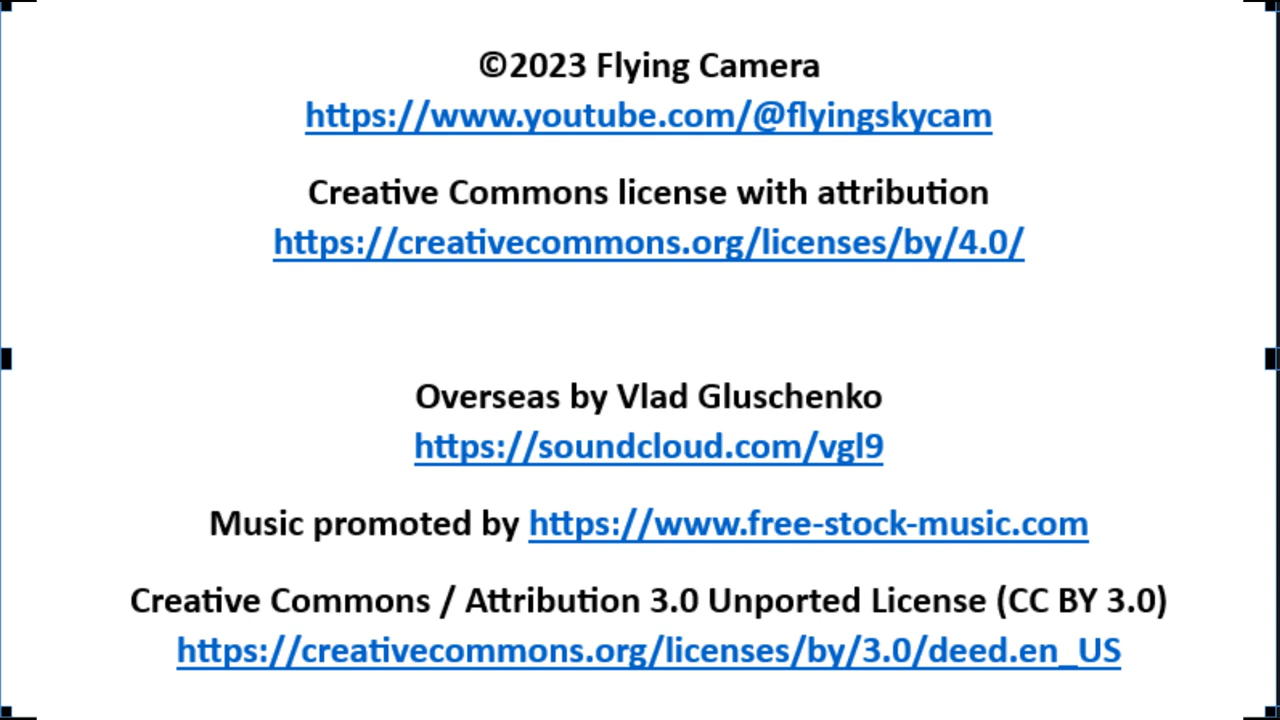 ©2023 Flying Camera
https://www.youtube.com/@flyingskycam
Creative Commons license with attribution
https://creativecommons.org/licenses/by/4.0/
Overseas by Vlad Gluschenko
https://soundcloud.com/vgl9
Music promoted by https://www.free-stock-music.com
Creative Commons / Attribution 3.0 Unported License (CC BY 3.0)
https://creativecommons.org/licenses/by/3.0/deed.en_US